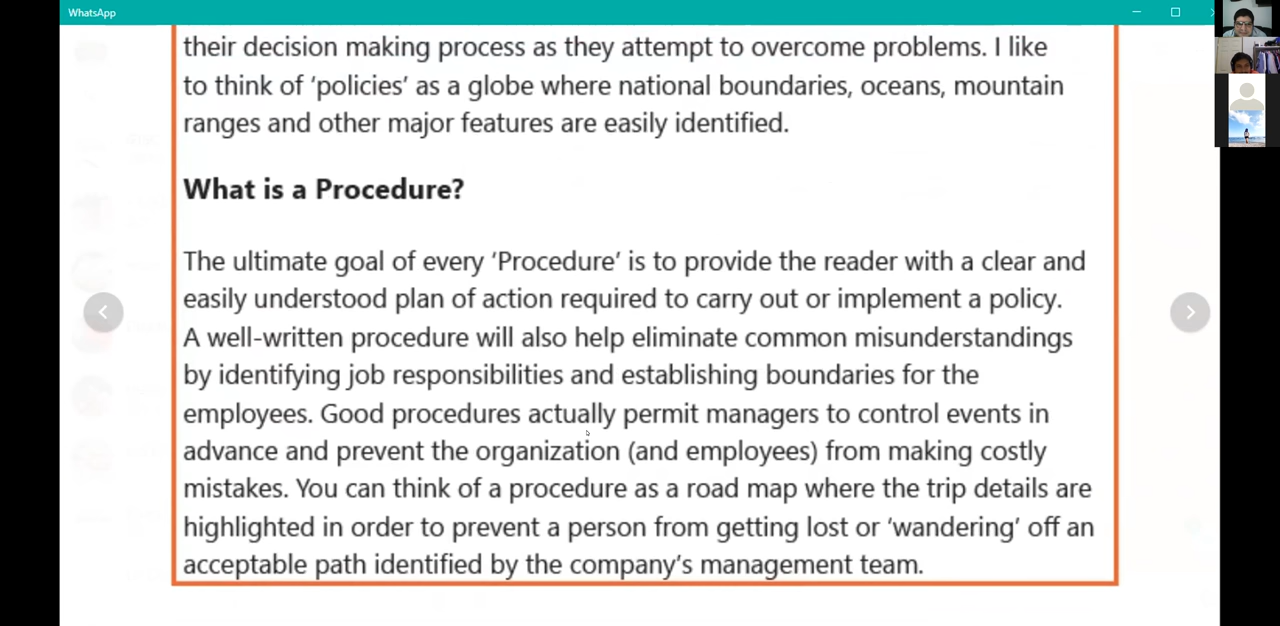 WhatsApp
their decision making process as they attempt to overcome problems. I like
to think of ‘policies’ as a globe where national boundaries, oceans, mountain
ranges and other major features are easily identified.
What is a Procedure?
The ultimate goal of every ‘Procedure’ is to provide the reader with a clear and
easily understood plan of action required to carry out or implement a policy.
A well-written procedure will also help eliminate common misunderstandings
by identifying job responsibilities and establishing boundaries for the
employees. Good procedures actually permit managers to control events in
advance and prevent the organization (and employees) from making costly
mistakes. You can think of a procedure as a road map where the trip details are
highlighted in order to prevent a person from getting lost or ‘wandering’ off an
acceptable path identified by the company’s management team.